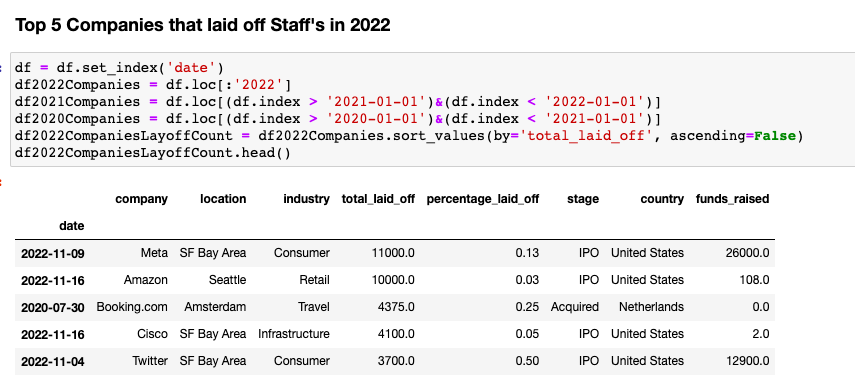 Top 5 Companies that laid off Staff's in 2022
df = df.set_index('date')
df2022Companies = df.loc[:'2022']
df2021Companies = df.loc[(df.index > '2021-01-01')&(df.index < '2022-01-01')]
df2020Companies = df.loc[(df.index > '2020-01-01')&(df.index < '2021-01-01')]
df2022CompaniesLayoffCount = df2022Companies.sort_values(by='total_laid_off', ascending=False)
df2022CompaniesLayoffCount.head()
company location industry total_laid_off percentage_laid_off stage country funds_raised
date
2022-11-09 Meta SF Bay Area Consumer 11000.0 0.13 IPO United States 26000.0
2022-11-16 Amazon Seattle Retail 10000.0 0.03 IPO United States 108.0
2020-07-30 Booking.com Amsterdam Travel 4375.0 0.25 Acquired Netherlands 0.0
2022-11-16 Cisco SF Bay Area Infrastructure 4100.0 0.05 IPO United States 2.0
2022-11-04 Twitter SF Bay Area Consumer 3700.0 0.50 IPO United States 12900.0